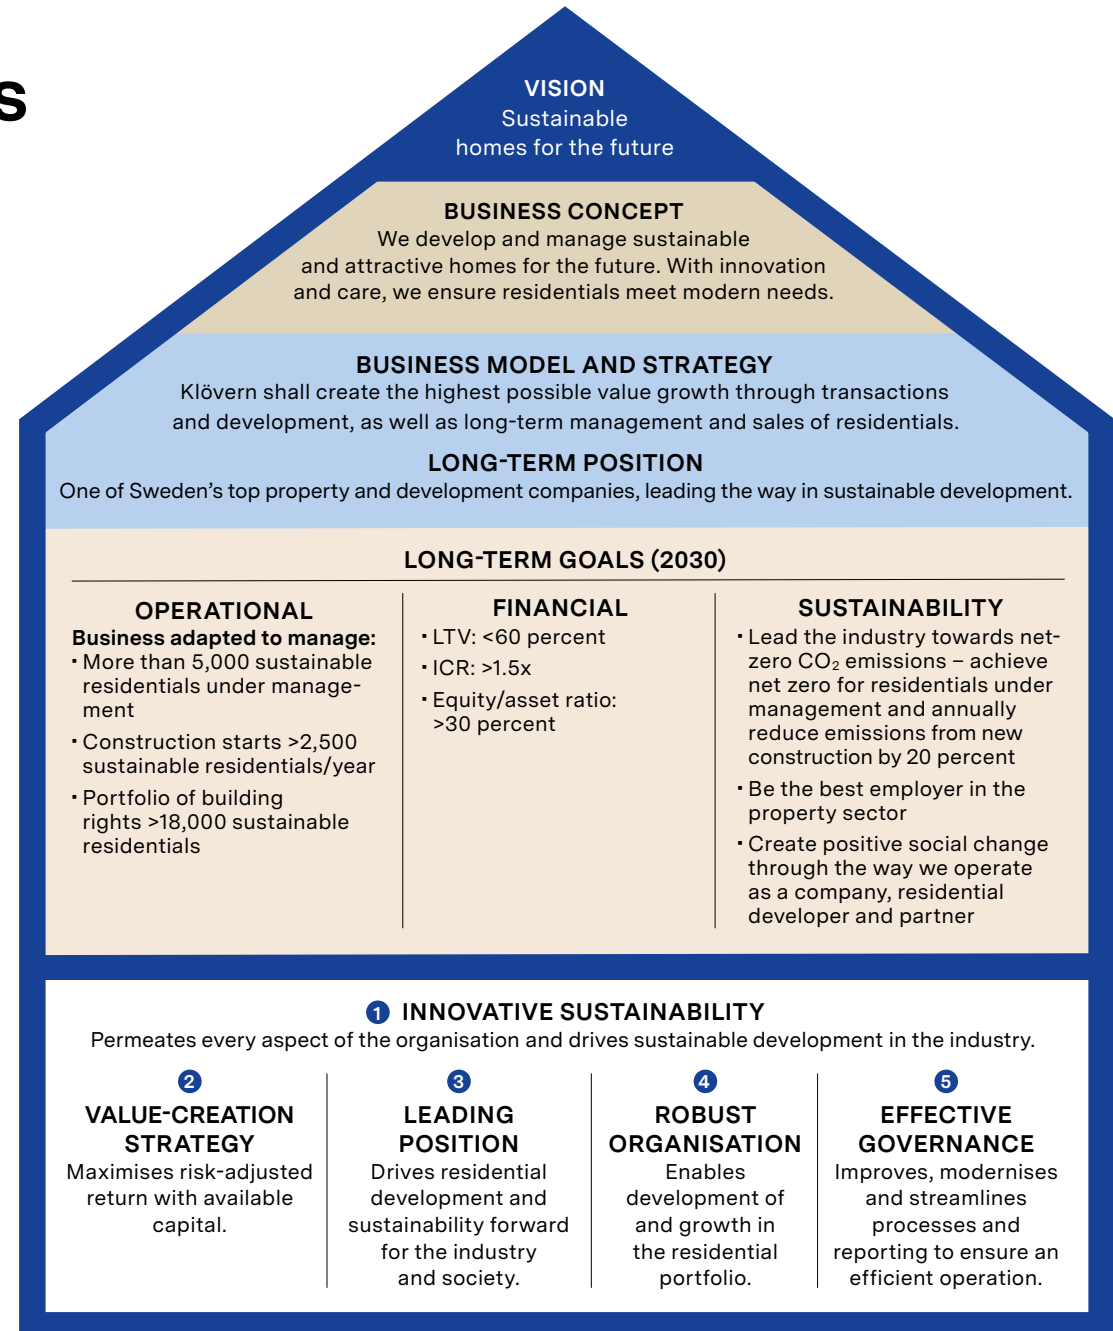 s
VISION
Sustainable
homes for the future
BUSINESS CONCEPT
We develop and manage sustainable
and attractive homes for the future. With innovation
and care, we ensure residentials meet modern needs.
BUSINESS MODEL AND STRATEGY
Klövern shall create the highest possible value growth through transactions
and development, as well as long-term management and sales of residentials.
LONG-TERM POSITION
One of Sweden's top property and development companies, leading the way in sustainable development.
LONG-TERM GOALS (2030)
OPERATIONAL
Business adapted to manage:
· More than 5,000 sustainable
residentials under manage-
ment
· Construction starts >2,500
sustainable residentials/year
· Portfolio of building
rights >18,000 sustainable
residentials
FINANCIAL
· LTV: <60 percent
· ICR: >1.5x
· Equity/asset ratio:
>30 percent
SUSTAINABILITY
· Lead the industry towards net-
zero CO₂ emissions – achieve
net zero for residentials under
management and annually
reduce emissions from new
construction by 20 percent
· Be the best employer in the
property sector
· Create positive social change
through the way we operate
as a company, residential
developer and partner
1 INNOVATIVE SUSTAINABILITY
Permeates every aspect of the organisation and drives sustainable development in the industry.
2
VALUE-CREATION
STRATEGY
Maximises risk-adjusted
return with available
capital.
3
LEADING
POSITION
Drives residential
development and
sustainability forward
for the industry
and society.
4
ROBUST
ORGANISATION
Enables
development of
and growth in
the residential
portfolio.
5
EFFECTIVE
GOVERNANCE
Improves, modernises
and streamlines
processes and
reporting to ensure an
efficient operation.